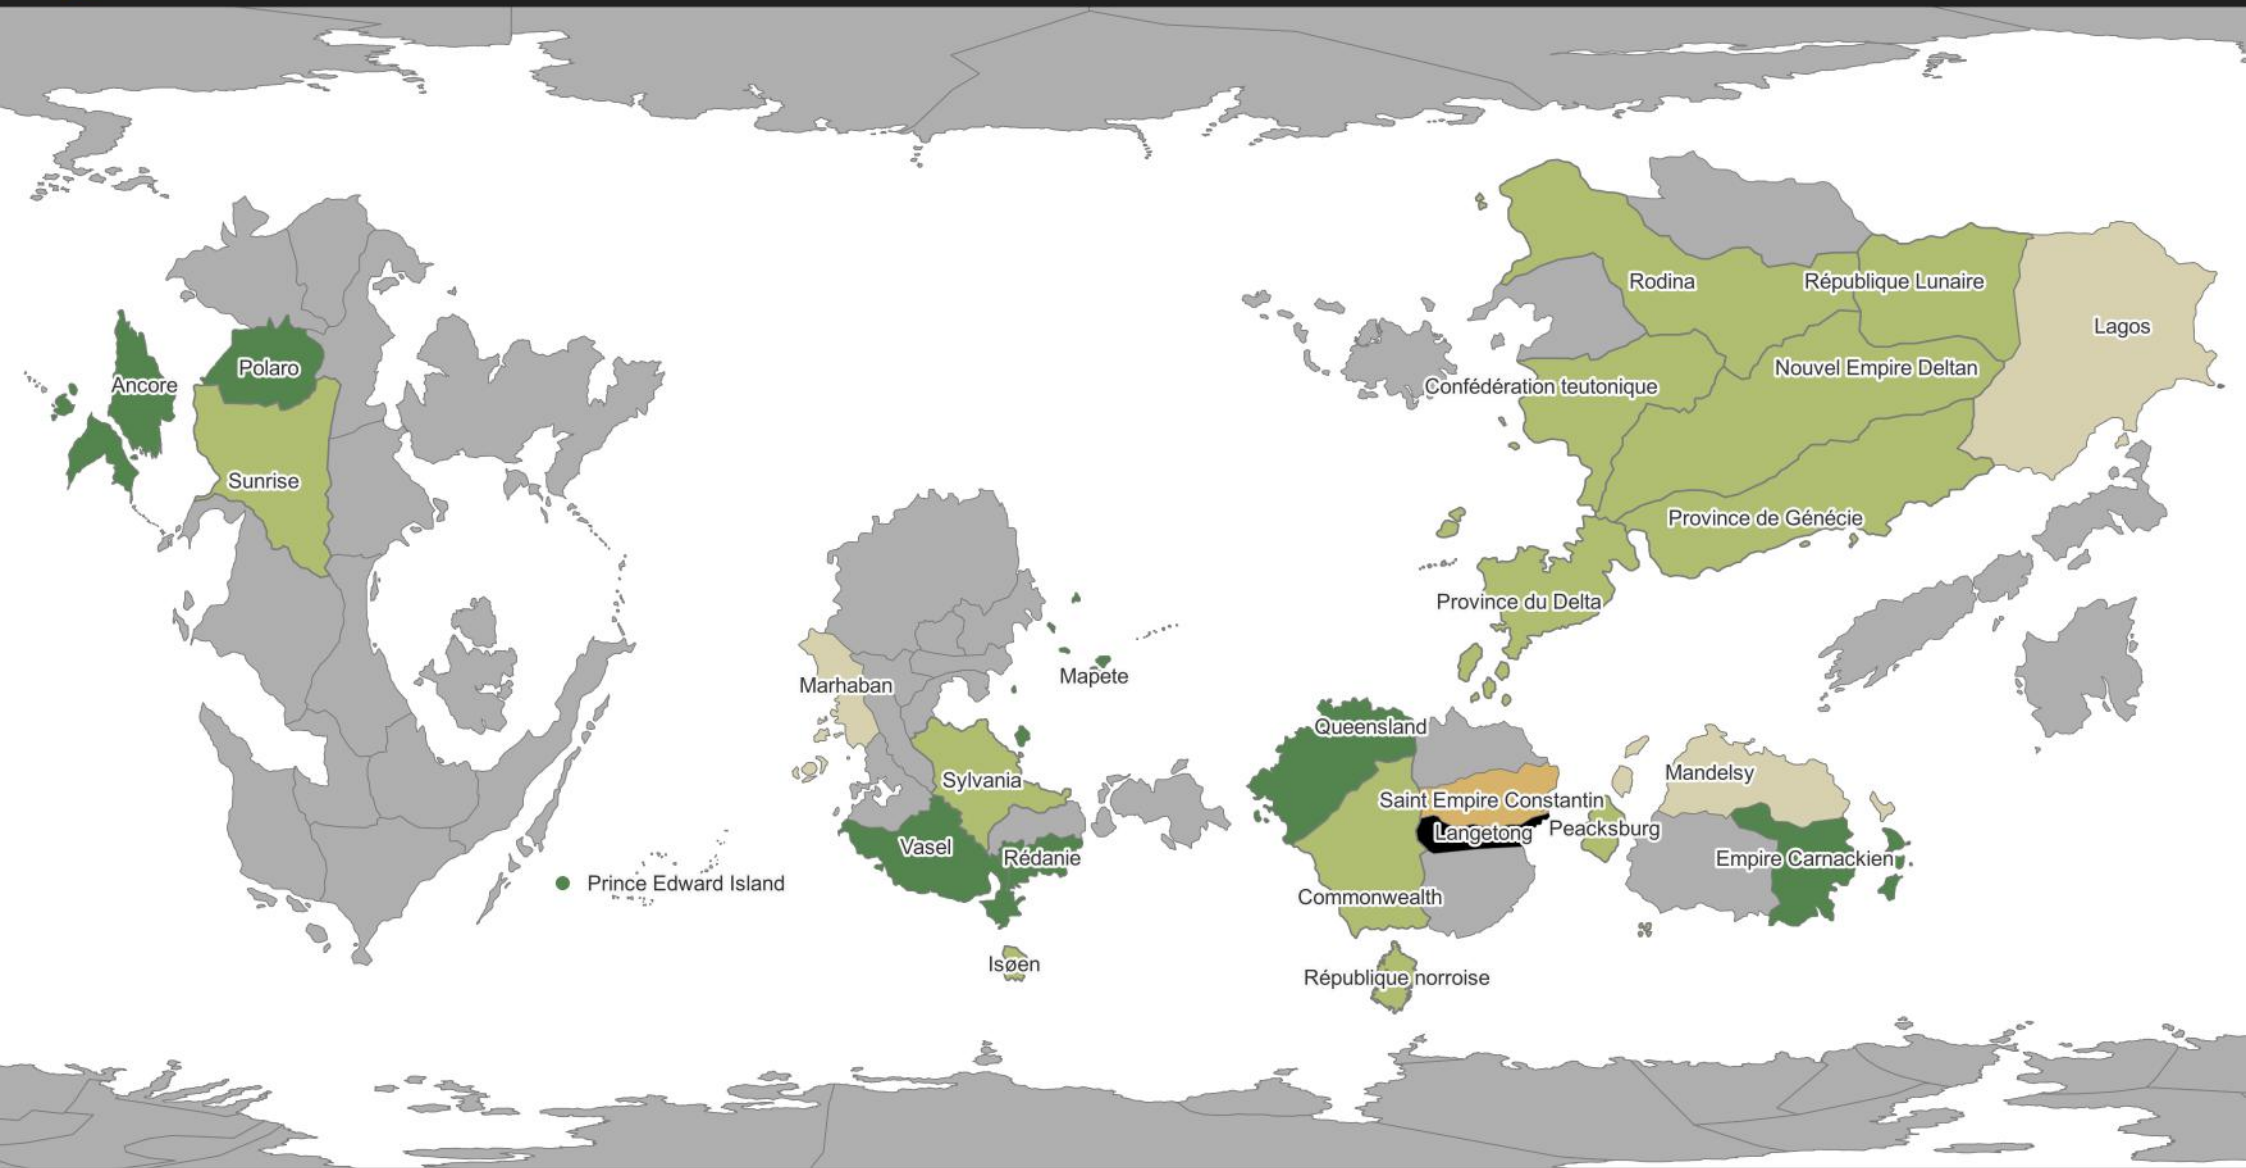 Rodina
République Lunaire
Lagos
Polaro
Ancore
Nouvel Empire Deltan
Confédération teutonique
Sunrise
Province de Génécie
Province du Delta
Mapete
Marhaban
Queensland
Mandelsy
Sylvania
Saint Empire Constantin
Langetong
Peacksburg
Vasel
Rédanie
Empire Carnackien
Prince Edward Island
Commonwealth
Isøen
République norroise